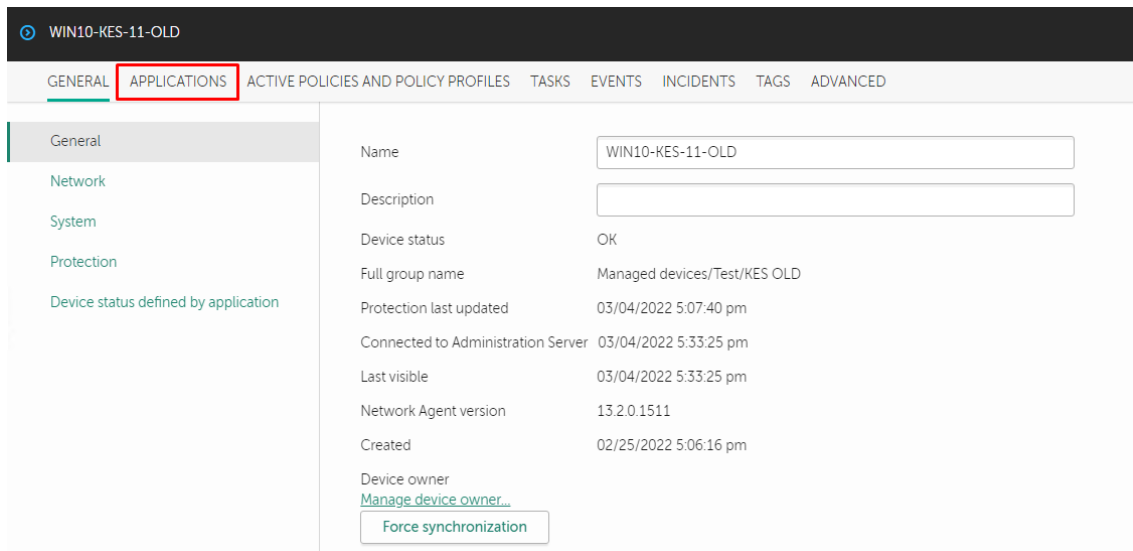 WIN10-KES-11-OLD
GENERAL APPLICATIONS ACTIVE POLICIES AND POLICY PROFILES TASKS EVENTS INCIDENTS TAGS ADVANCED
General
Network
System
Protection
Device status defined by application
Name WIN10-KES-11-OLD
Description
Device status OK
Full group name Managed devices/Test/KES OLD
Protection last updated 03/04/2022 5:07:40 pm
Connected to Administration Server 03/04/2022 5:33:25 pm
Last visible 03/04/2022 5:33:25 pm
Network Agent version 13.2.0.1511
Created 02/25/2022 5:06:16 pm
Device owner
Manage device owner...
Force synchronization